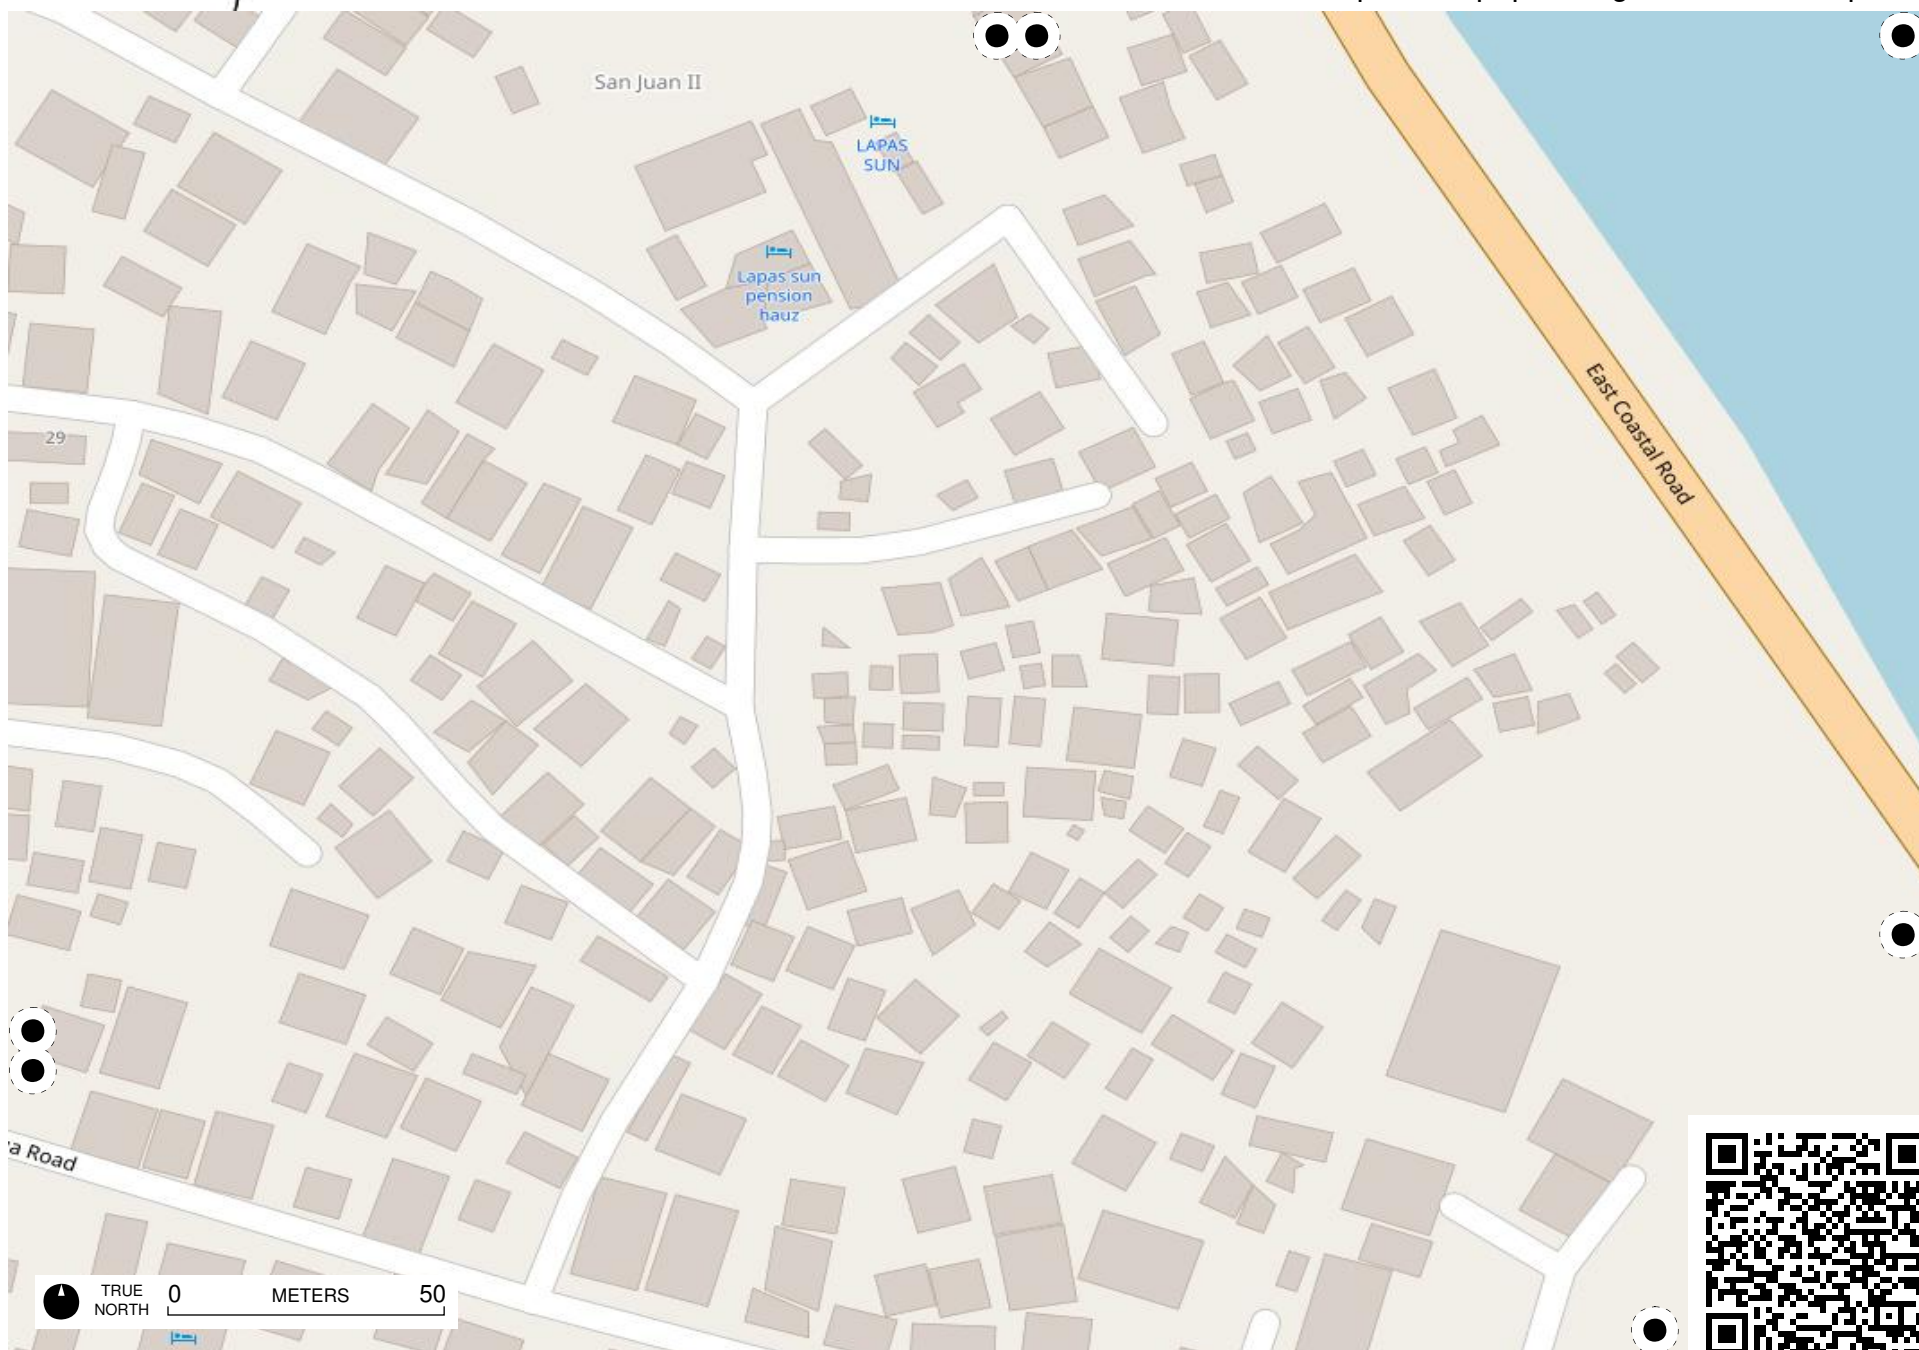 San Juan II
LAPAS
SUN
Lapas sun
pension
hauz
East Coastal Road
29
a Road
TRUE
NORTH
0
METERS
50